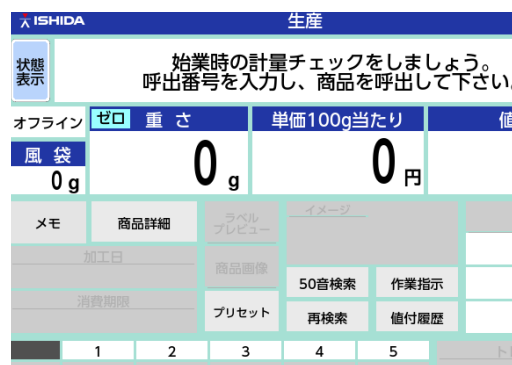 ISHIDA 生産
状態
表示
始業時の計量チェックをしましょう。
呼出番号を入力し、商品を呼出して下さい。
オフライン ゼロ 重さ 単価100g当たり 値
風袋
0 g
0 g
0 円
メモ 商品詳細 ラベル
プレビュー イメージ
加工日
商品画像
50音検索 作業指示
消費期限
プリセット 再検索 値付履歴
1 2 3 4 5 ト